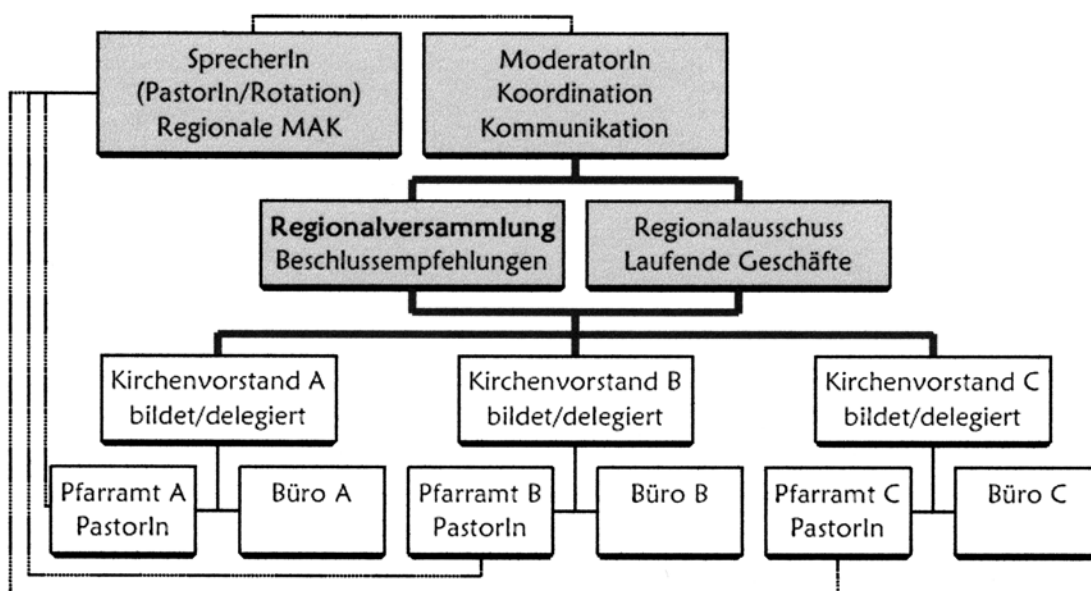 SprecherIn
(PastorIn/Rotation)
Regionale MAK
ModeratorIn
Koordination
Kommunikation
Regionalversammlung
Beschlussempfehlungen
Regionalausschuss
Laufende Geschäfte
Kirchenvorstand A
bildet/delegiert
Kirchenvorstand B
bildet/delegiert
Kirchenvorstand C
bildet/delegiert
Pfarramt A
PastorIn
Büro A
Pfarramt B
PastorIn
Büro B
Pfarramt C
PastorIn
Büro C